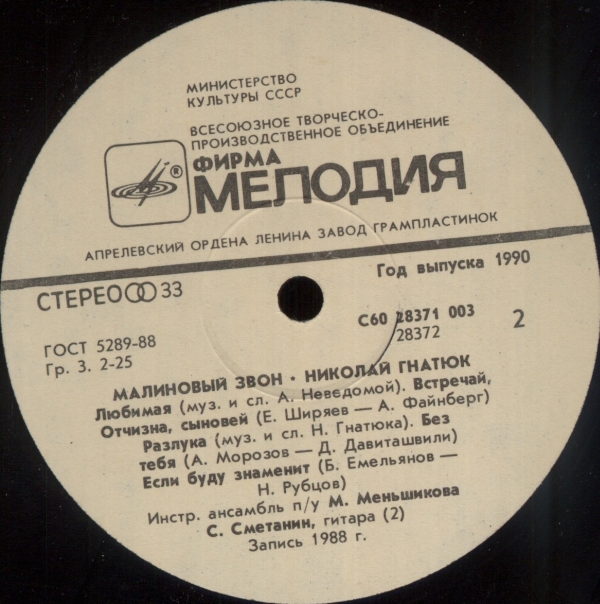 МИНИСТЕРСТВО
КУЛЬТУРЫ СССР
ВСЕСОЮЗНОЕ ТВОРЧЕСКО-
ПРОИЗВОДСТВЕННОЕ ОБЪЕДИНЕНИЕ
ФИРМА
®
МЕЛОДИЯ
АПРЕЛЕВСКИЙ ОРДЕНА ЛЕНИНА ЗАВОД ГРАМПЛАСТИНОК
Год выпуска 1990
СТЕРЕО 33
С60 28371 003
28372
2
ГОСТ 5289-88
Гр. 3. 2-25
МАЛИНОВЫЙ ЗВОН · НИКОЛАЙ ГНАТЮК
Любимая (муз. и сл. А. Неведомой). Встречай,
Отчизна, сыновей (Е. Ширяев — А. Файнберг)
Разлука (муз. и сл. Н. Гнатюка). Без
тебя (А. Морозов — Д. Давиташвили)
Если буду знаменит (Б. Емельянов —
Н. Рубцов)
Инстр. ансамбль п/у М. Меньшикова
С. Сметанин, гитара (2)
Запись 1988 г.